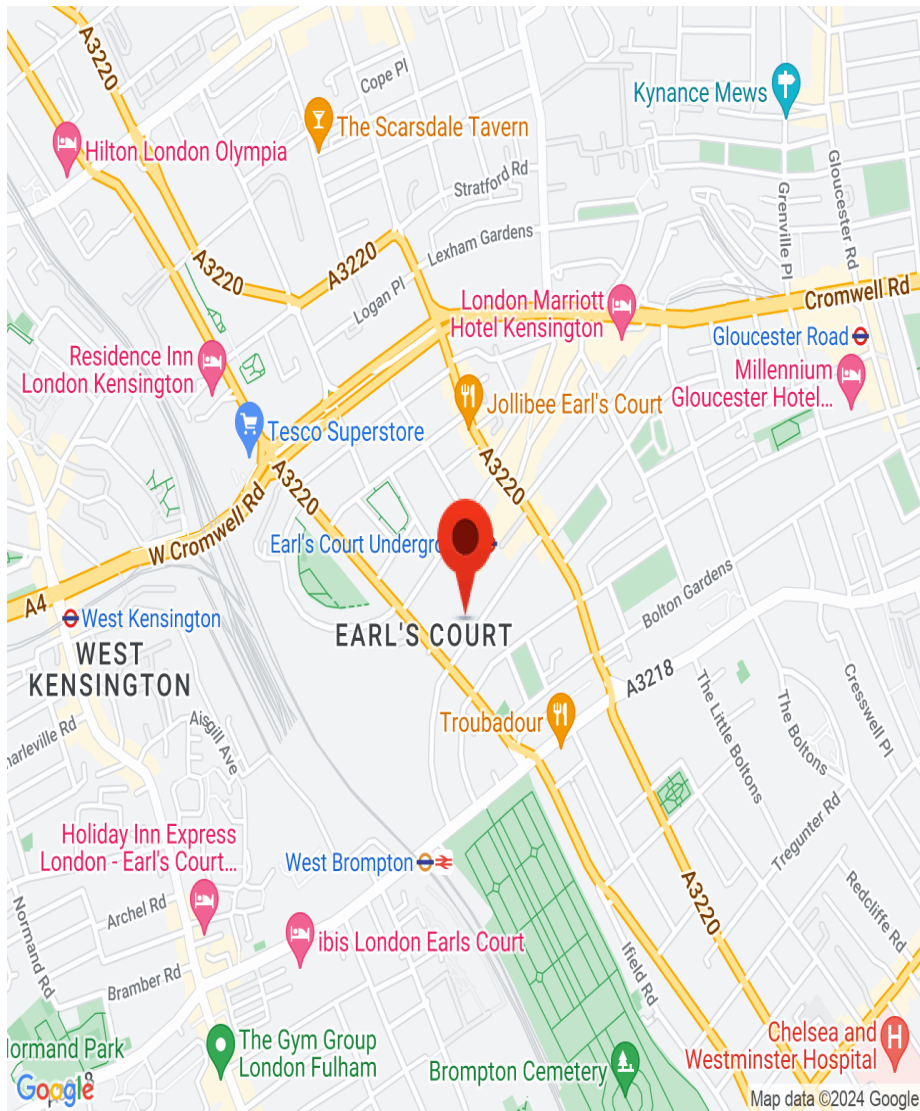 A3220
Cope Pl
Kynance Mews
The Scarsdale Tavern
Hilton London Olympia
Stratford Rd
Gloucester Rd
Grenville Pl
Lexham Gardens
A3220
A3220
Logan Pl
London Marriott
Hotel Kensington
Cromwell Rd
Gloucester Road
Residence Inn
London Kensington
Millennium
Gloucester Hotel...
Jollibee Earl's Court
Tesco Superstore
A3220
A3220
W Cromwell Rd
Earl's Court Undergro
A4
West Kensington
Bolton Gardens
EARL'S COURT
WEST
KENSINGTON
A3218
Cresswell Pl
The Little Boltons
The Boltons
Aisgill Ave
Troubadour
harleville Rd
Tregunter Rd
Holiday Inn Express
London - Earl's Court...
West Brompton
A3220
Redcliffe Rd
Archel Rd
Normand Rd
ibis London Earls Court
Ifield Rd
Bramber Rd
The Gym Group
London Fulham
Chelsea and
Westminster Hospital
ormand Park
Brompton Cemetery
Google
Map data ©2024 Google